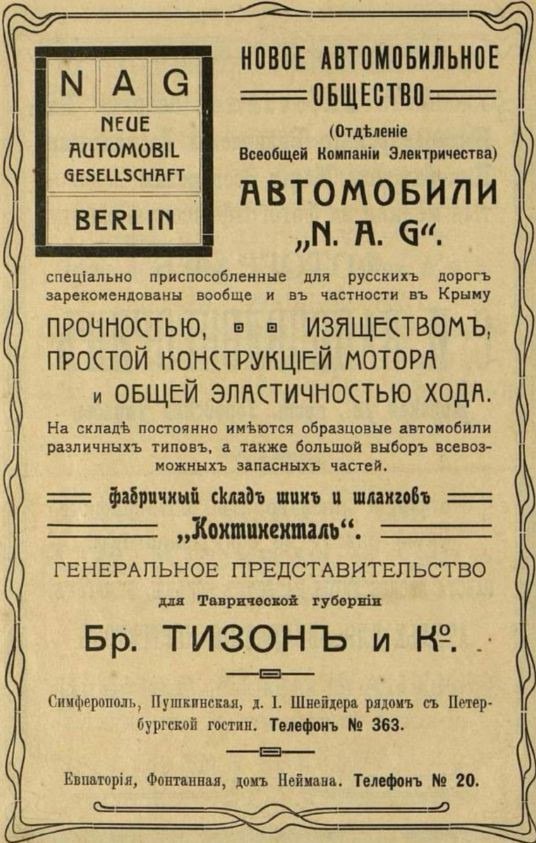 N A G
NEUE
AUTOMOBIL
GESELLSCHAFT
BERLIN
НОВОЕ АВТОМОБИЛЬНОЕ
ОБЩЕСТВО
(Отдѣленіе
Всеобщей Компаніи Электричества)
АВТОМОБИЛИ
„N. A. G“.
спеціально приспособленные для русскихъ дорогъ
зарекомендованы вообще и въ частности въ Крыму
ПРОЧНОСТЬЮ, ИЗЯЩЕСТВОМЪ,
ПРОСТОЙ КОНСТРУКЦІЕЙ МОТОРА
и ОБЩЕЙ ЭЛАСТИЧНОСТЬЮ ХОДА.
На складѣ постоянно имѣются образцовые автомобили
различныхъ типовъ, а также большой выборъ всевоз-
можныхъ запасныхъ частей.
фабричный складъ шинъ и шланговъ
„Континенталь“.
ГЕНЕРАЛЬНОЕ ПРЕДСТАВИТЕЛЬСТВО
для Таврической губерніи
Бр. ТИЗОНЪ и Кº.
Симферополь, Пушкинская, д. І. Шнейдера рядомъ съ Петер-
бургской гостин. Телефонъ № 363.
Евпаторія, Фонтанная, домъ Неймана. Телефонъ № 20.